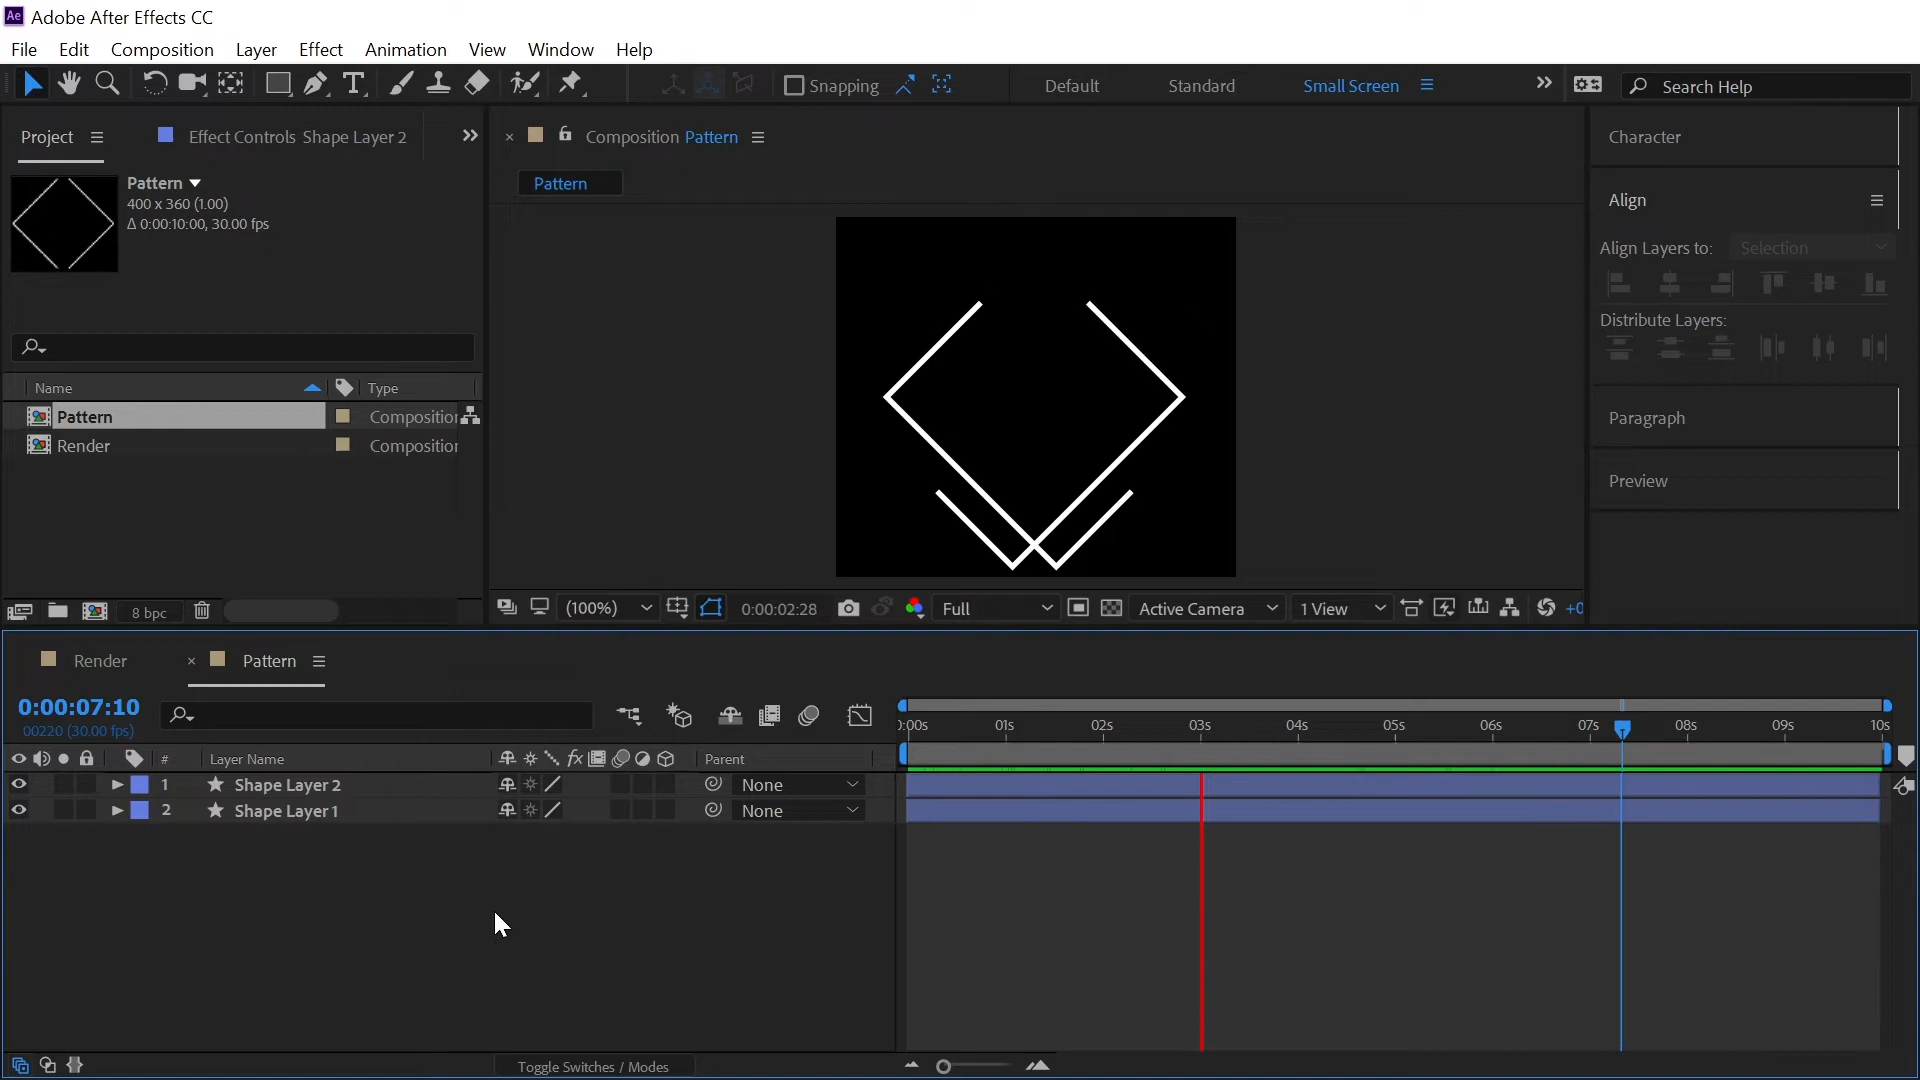 Ae Adobe After Effects CC
File Edit Composition Layer Effect Animation View Window Help
Snapping Default Standard Small Screen Search Help
Project Effect Controls Shape Layer 2
Composition Pattern
Pattern
Pattern
400 x 360 (1.00)
Δ 0:00:10:00, 30.00 fps
Name Type
Pattern Composition
Render Composition
8 bpc
(100%) 0:00:02:28 Full Active Camera 1 View +0
Character
Align
Align Layers to: Selection
Distribute Layers:
Paragraph
Preview
Render Pattern
0:00:07:10
00220 (30.00 fps)
):00s 01s 02s 03s 04s 05s 06s 07s 08s 09s 10s
# Layer Name fx Parent
1 Shape Layer 2 None
2 Shape Layer 1 None
Toggle Switches / Modes